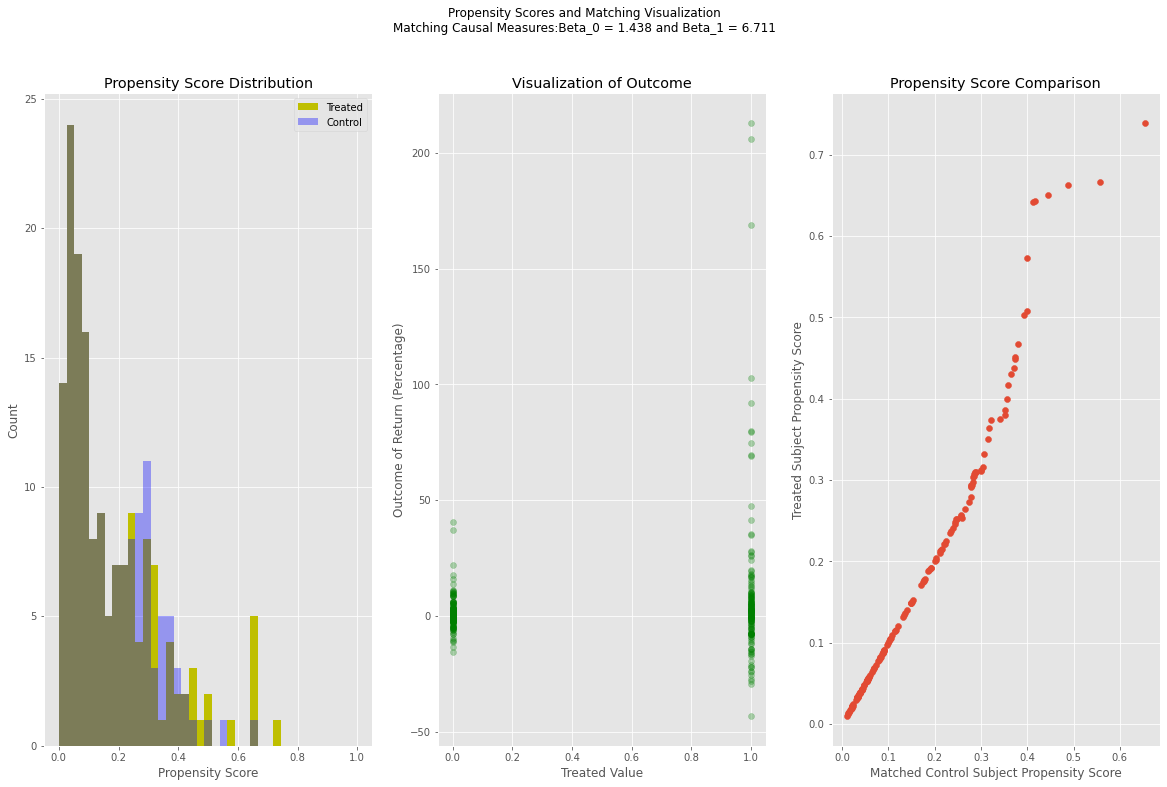 Propensity Scores and Matching Visualization
Matching Causal Measures:Beta_0 = 1.438 and Beta_1 = 6.711
Propensity Score Distribution
25
20
15
10
5
0
Count
Treated
Control
0.0 0.2 0.4 0.6 0.8 1.0
Propensity Score
Visualization of Outcome
200
150
100
50
0
−50
Outcome of Return (Percentage)
0.0 0.2 0.4 0.6 0.8 1.0
Treated Value
Propensity Score Comparison
0.7
0.6
0.5
0.4
0.3
0.2
0.1
0.0
Treated Subject Propensity Score
0.0 0.1 0.2 0.3 0.4 0.5 0.6
Matched Control Subject Propensity Score